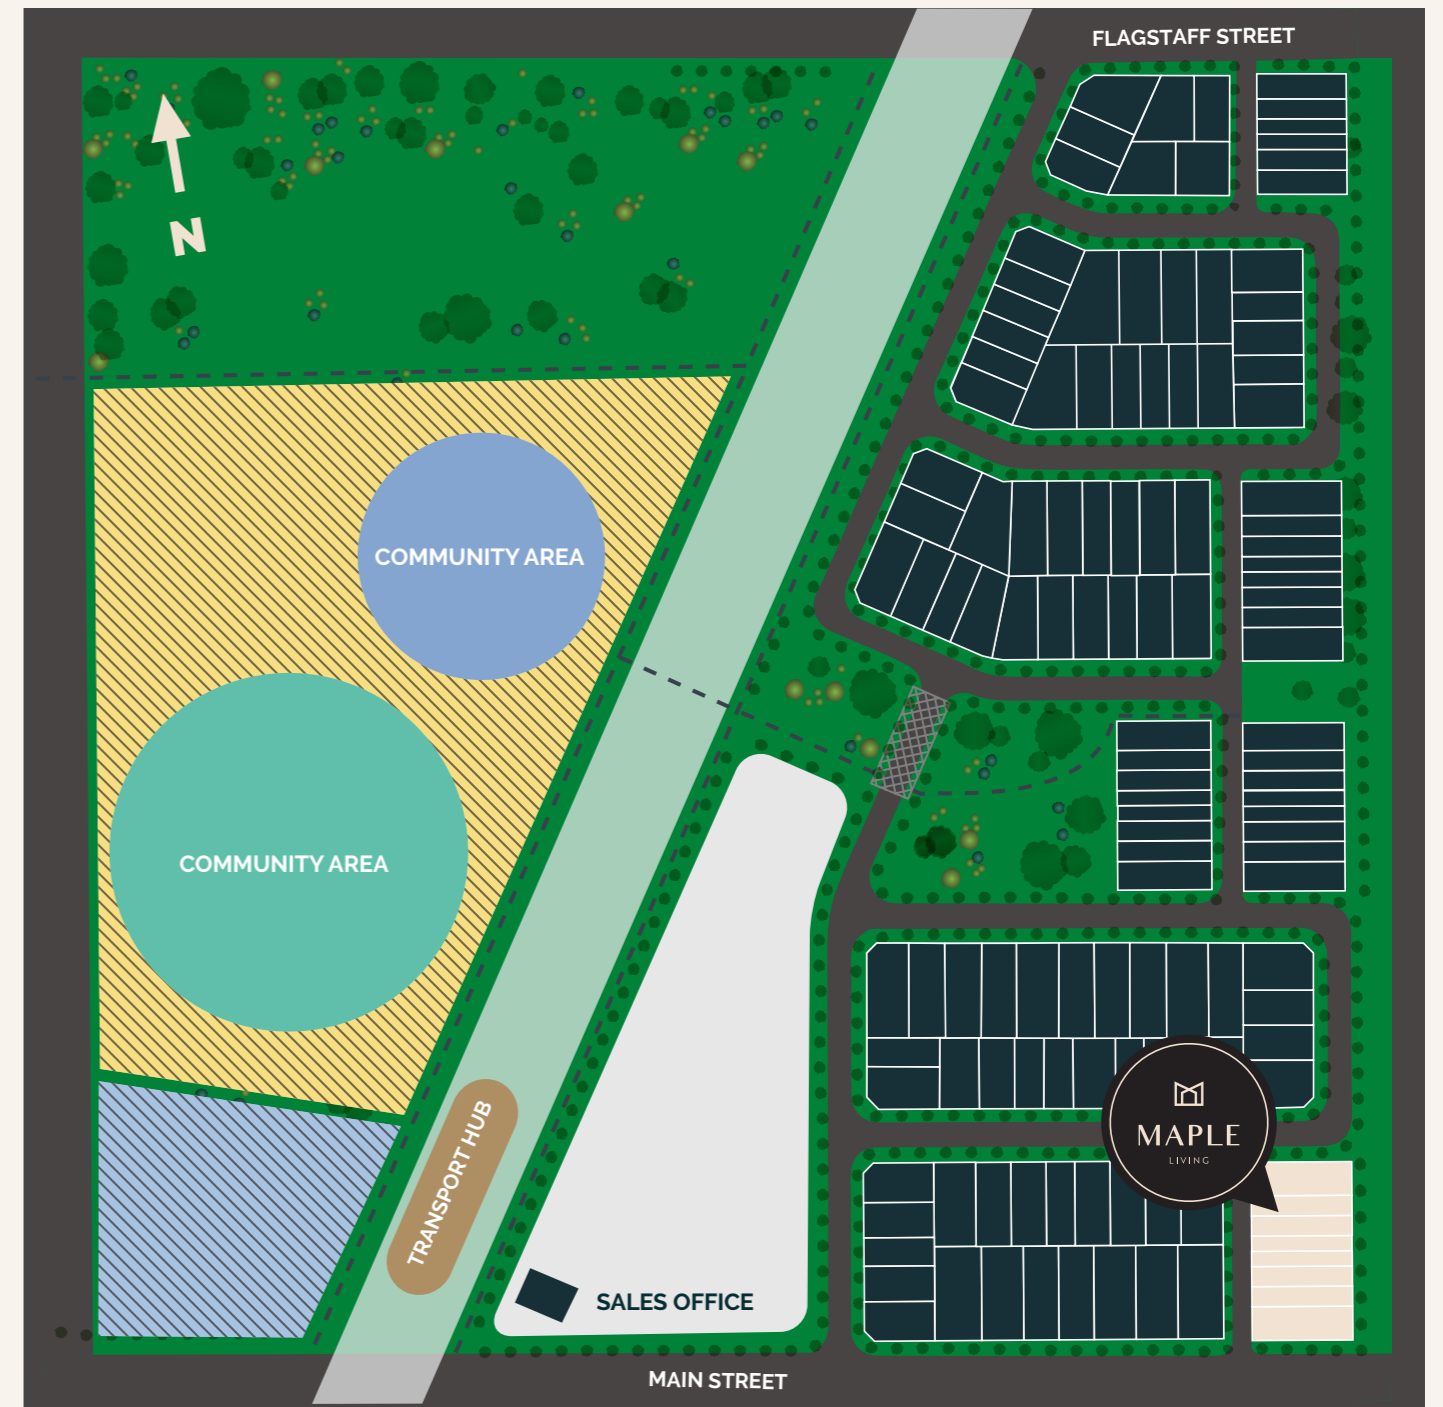 FLAGSTAFF STREET
N
COMMUNITY AREA
COMMUNITY AREA
TRANSPORT HUB
MAPLE
LIVING
SALES OFFICE
MAIN STREET